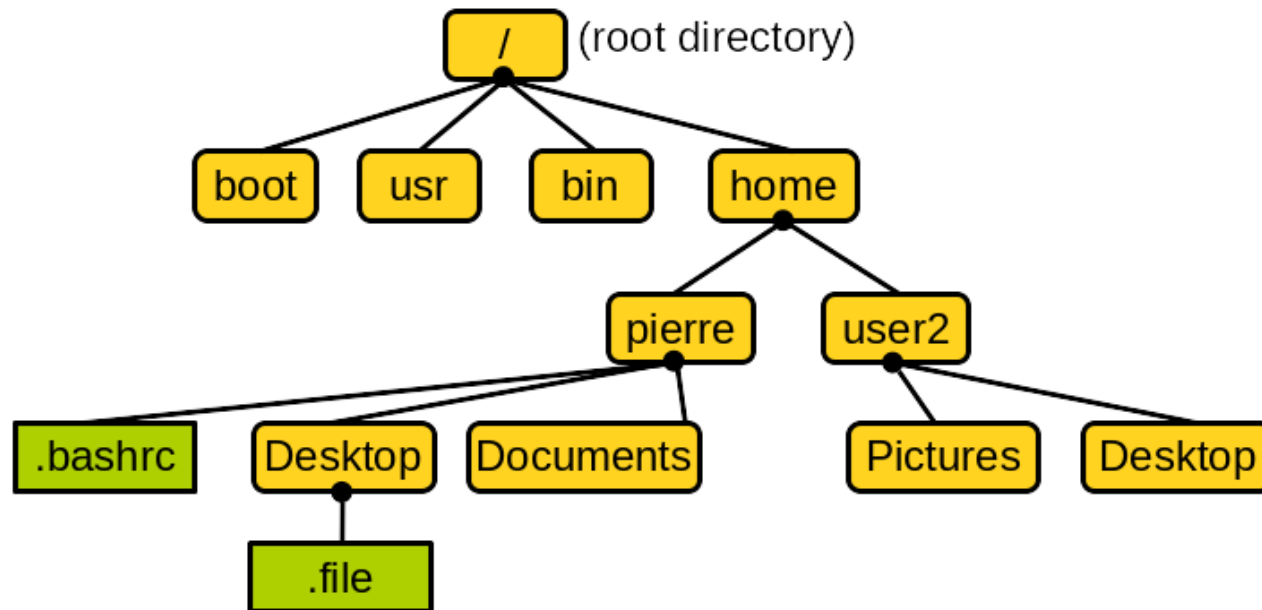 / (root directory)
boot usr bin home
pierre user2
.bashrc Desktop Documents Pictures Desktop
.file